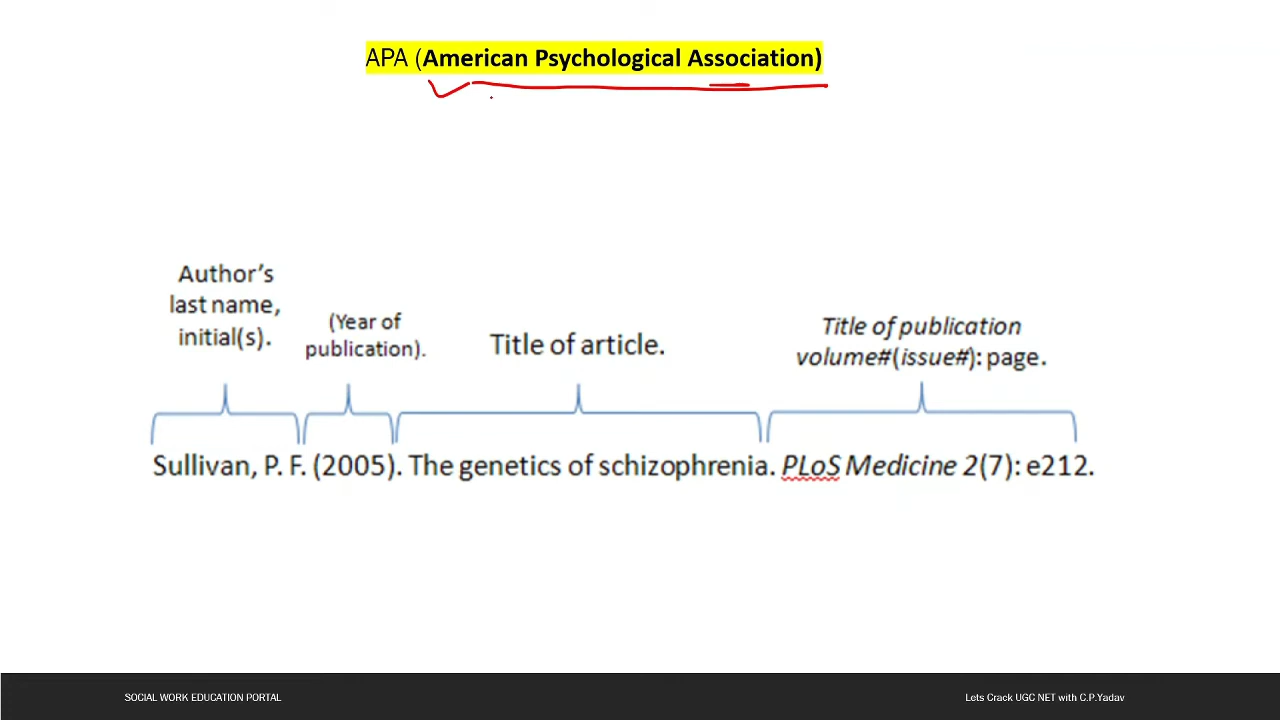 APA (American Psychological Association)
Author's
last name,
initial(s).
(Year of
publication).
Title of article.
Title of publication
volume#(issue#): page.
Sullivan, P. F. (2005). The genetics of schizophrenia. PLoS Medicine 2(7): e212.
SOCIAL WORK EDUCATION PORTAL
Lets Crack UGC NET with C.P.Yadav